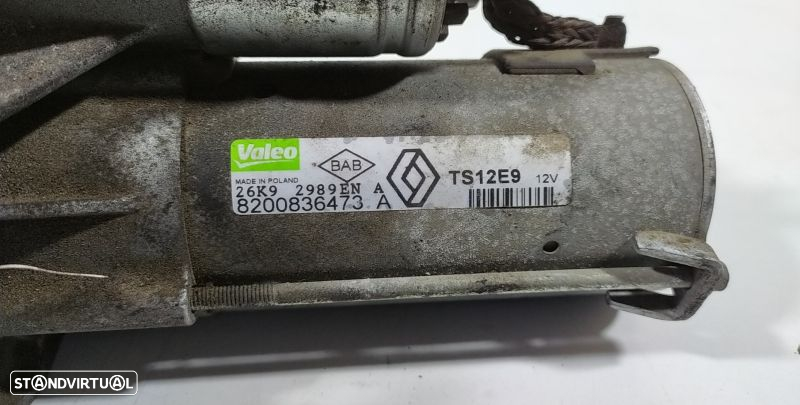 Valeo
BAB
MADE IN POLAND
TS12E9 12V
26K9 2989EN A
8200836473 A
STANDVIRTUAL